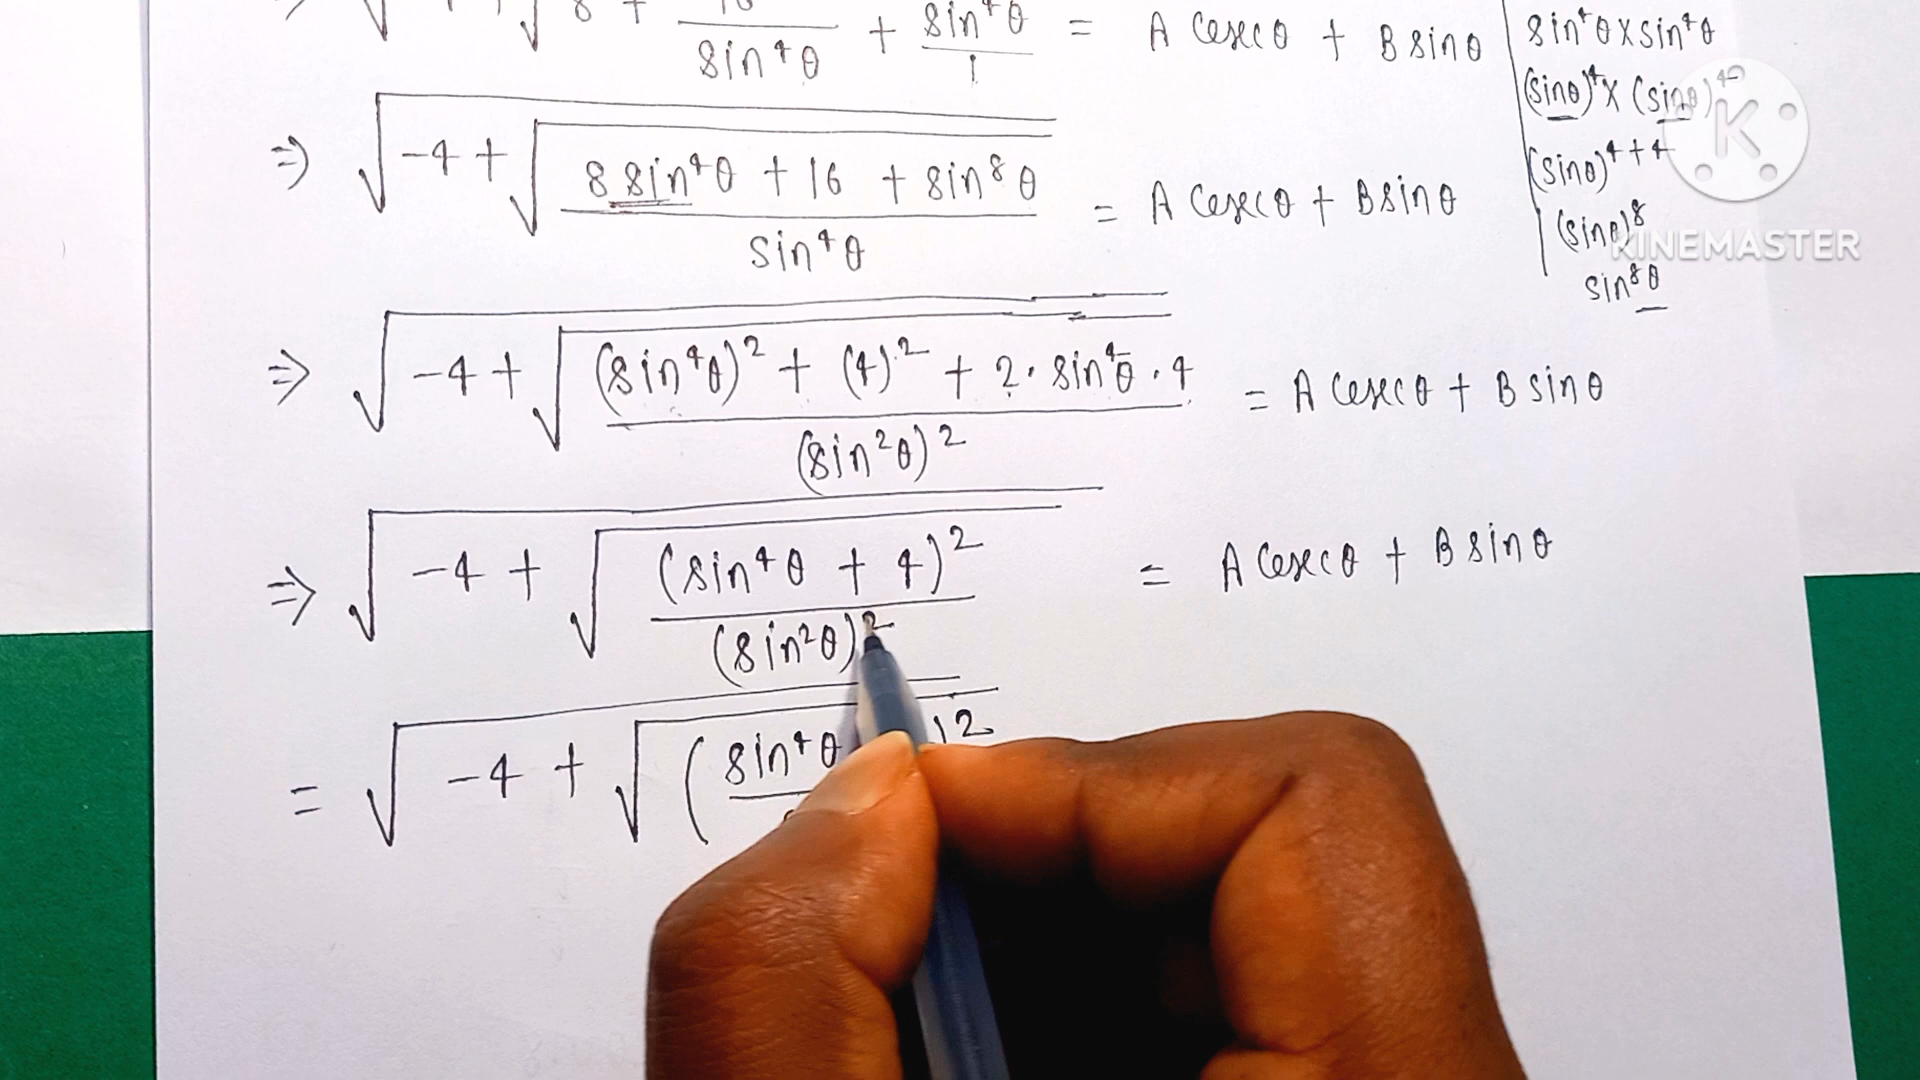 ⇒ √ √ 8 + 16/sin⁴θ + sin⁴θ/1 = A Cosecθ + B sinθ
⇒ √(-4 + √((8 sin⁴θ + 16 + sin⁸θ)/sin⁴θ)) = A Cosecθ + B sinθ
⇒ √(-4 + √(((sin⁴θ)² + (4)² + 2 · sin⁴θ · 4)/(sin²θ)²)) = A Cosecθ + B sinθ
⇒ √(-4 + √((sin⁴θ + 4)²/(sin²θ)²)) = A Cosecθ + B sinθ
= √(-4 + √( (sin⁴θ )²
sin⁴θ x sin⁴θ
(sinθ)⁴ x (sinθ)⁴
(sinθ)⁴⁺⁴
(sinθ)⁸
sin⁸θ
K
KINEMASTER